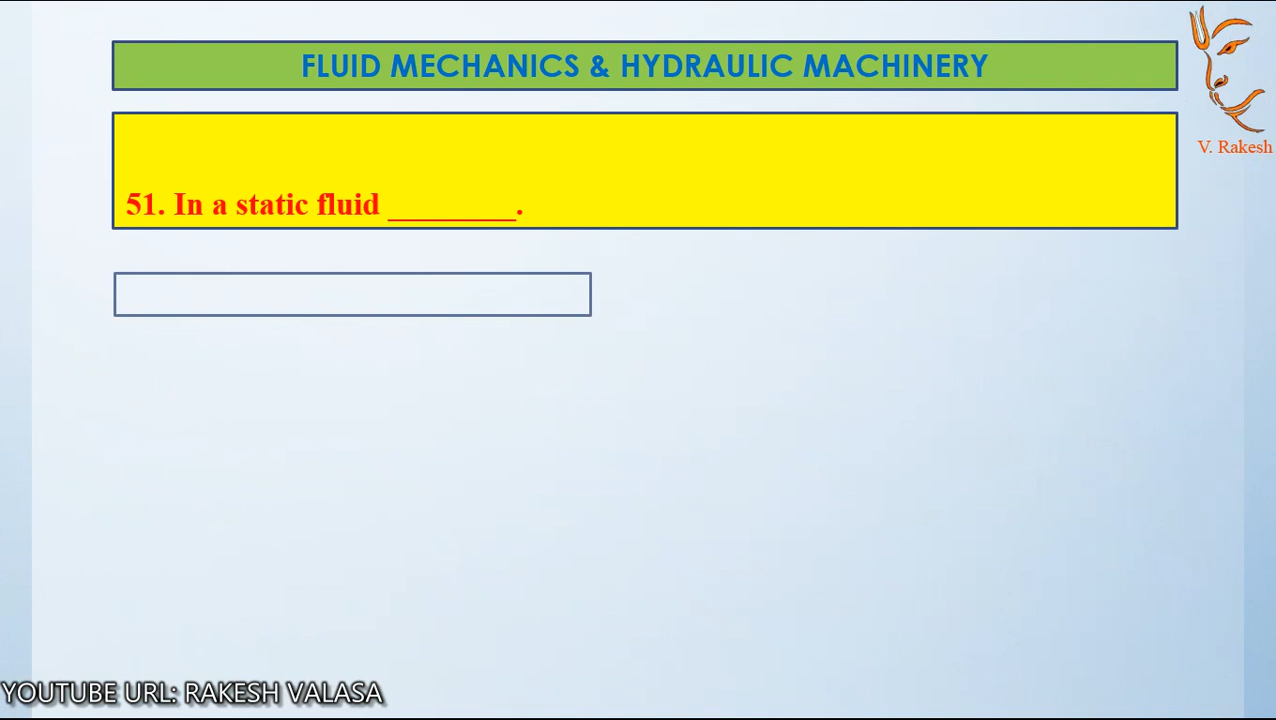 FLUID MECHANICS & HYDRAULIC MACHINERY
V. Rakesh
51. In a static fluid ________.
YOUTUBE URL: RAKESH VALASA